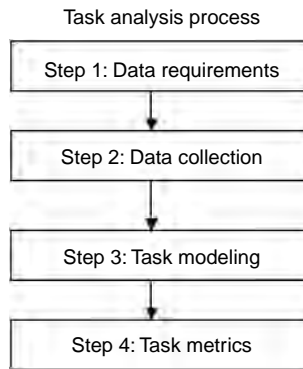 Task analysis process
Step 1: Data requirements
Step 2: Data collection
Step 3: Task modeling
Step 4: Task metrics